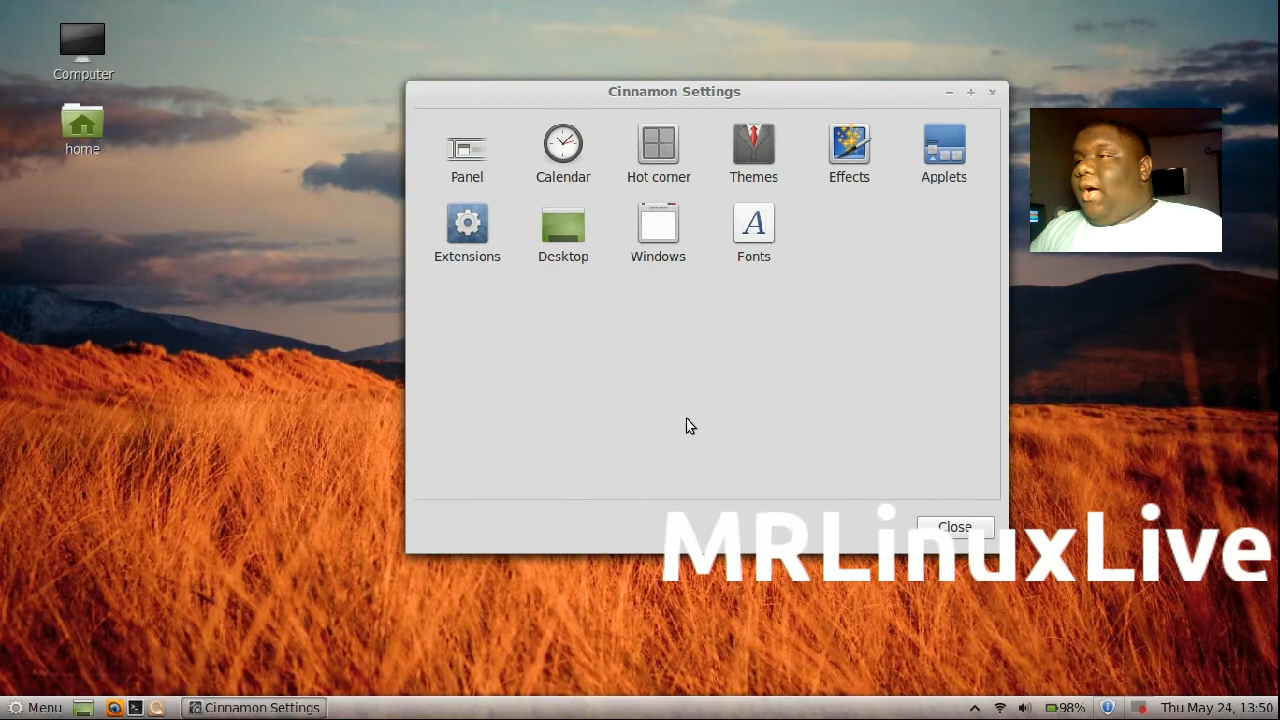 Computer
home
Cinnamon Settings
Panel
Calendar
Hot corner
Themes
Effects
Applets
Extensions
Desktop
Windows
Fonts
Close
MRLinuxLive
Menu
Cinnamon Settings
98%
Thu May 24, 13:50